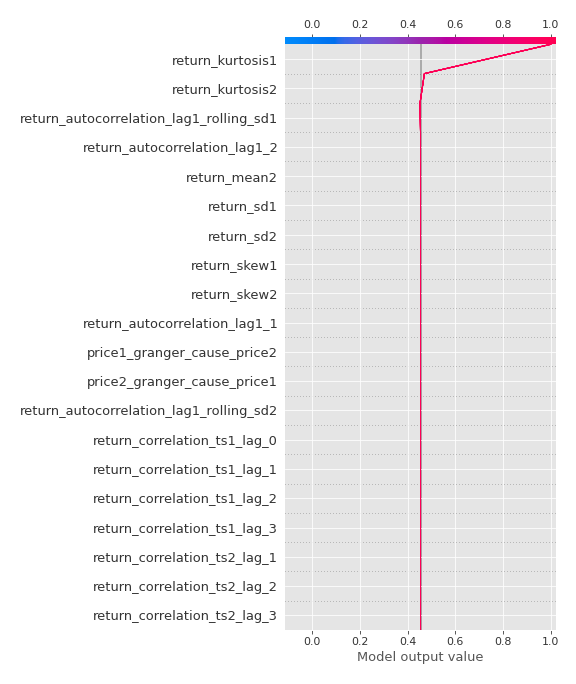 0.0 0.2 0.4 0.6 0.8 1.0
return_kurtosis1
return_kurtosis2
return_autocorrelation_lag1_rolling_sd1
return_autocorrelation_lag1_2
return_mean2
return_sd1
return_sd2
return_skew1
return_skew2
return_autocorrelation_lag1_1
price1_granger_cause_price2
price2_granger_cause_price1
return_autocorrelation_lag1_rolling_sd2
return_correlation_ts1_lag_0
return_correlation_ts1_lag_1
return_correlation_ts1_lag_2
return_correlation_ts1_lag_3
return_correlation_ts2_lag_1
return_correlation_ts2_lag_2
return_correlation_ts2_lag_3
0.0 0.2 0.4 0.6 0.8 1.0
Model output value